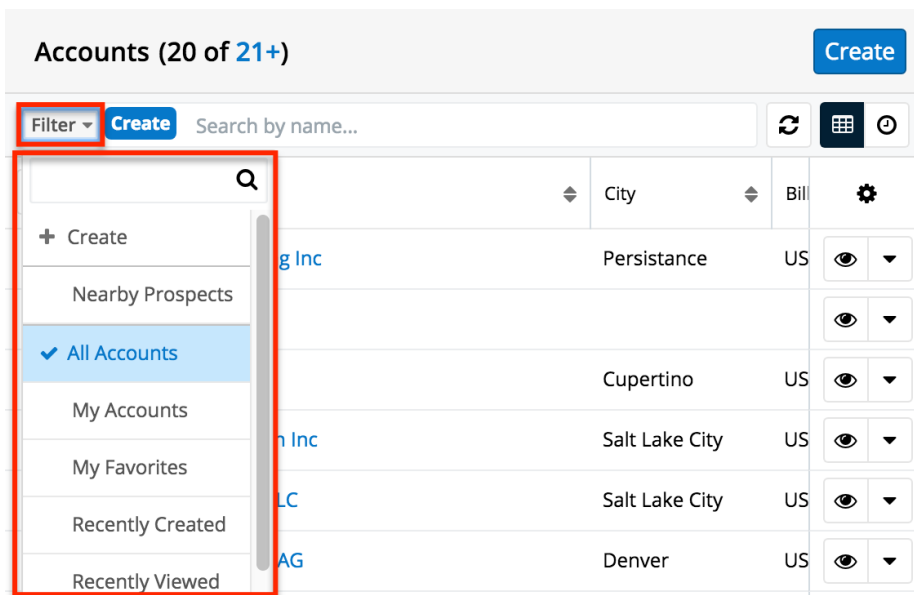 Accounts (20 of 21+)
Create
Filter
Create
Search by name...
City
Bill
Create
g Inc
Persistance
US
Nearby Prospects
All Accounts
Cupertino
US
My Accounts
n Inc
Salt Lake City
US
My Favorites
LC
Salt Lake City
US
Recently Created
AG
Denver
US
Recently Viewed